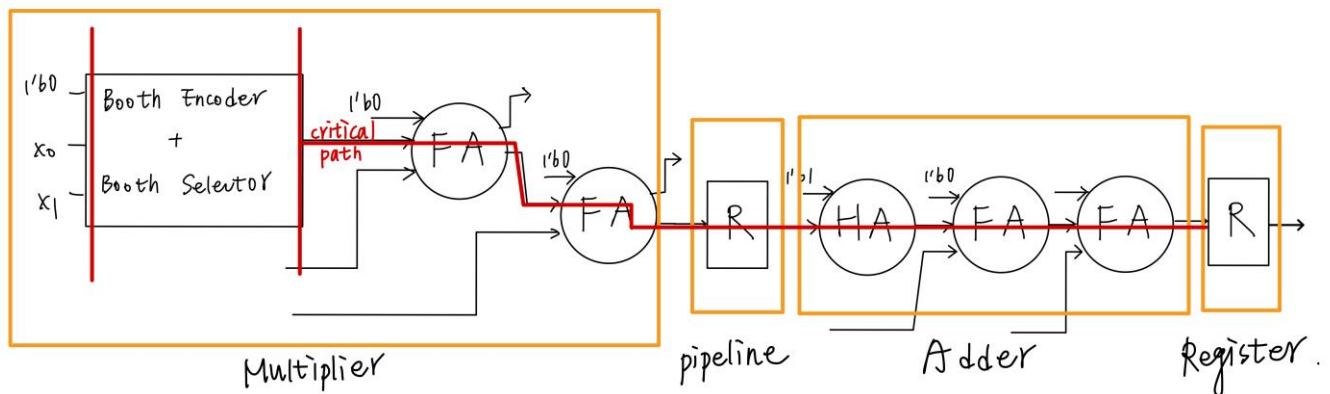 1'b0
x0
x1
Booth Encoder
+
Booth Selector
critical
path
1'b0
FA
1'b0
FA
R
1'b1
HA
1'b0
FA
FA
R
Multiplier
pipeline
Adder
Register.